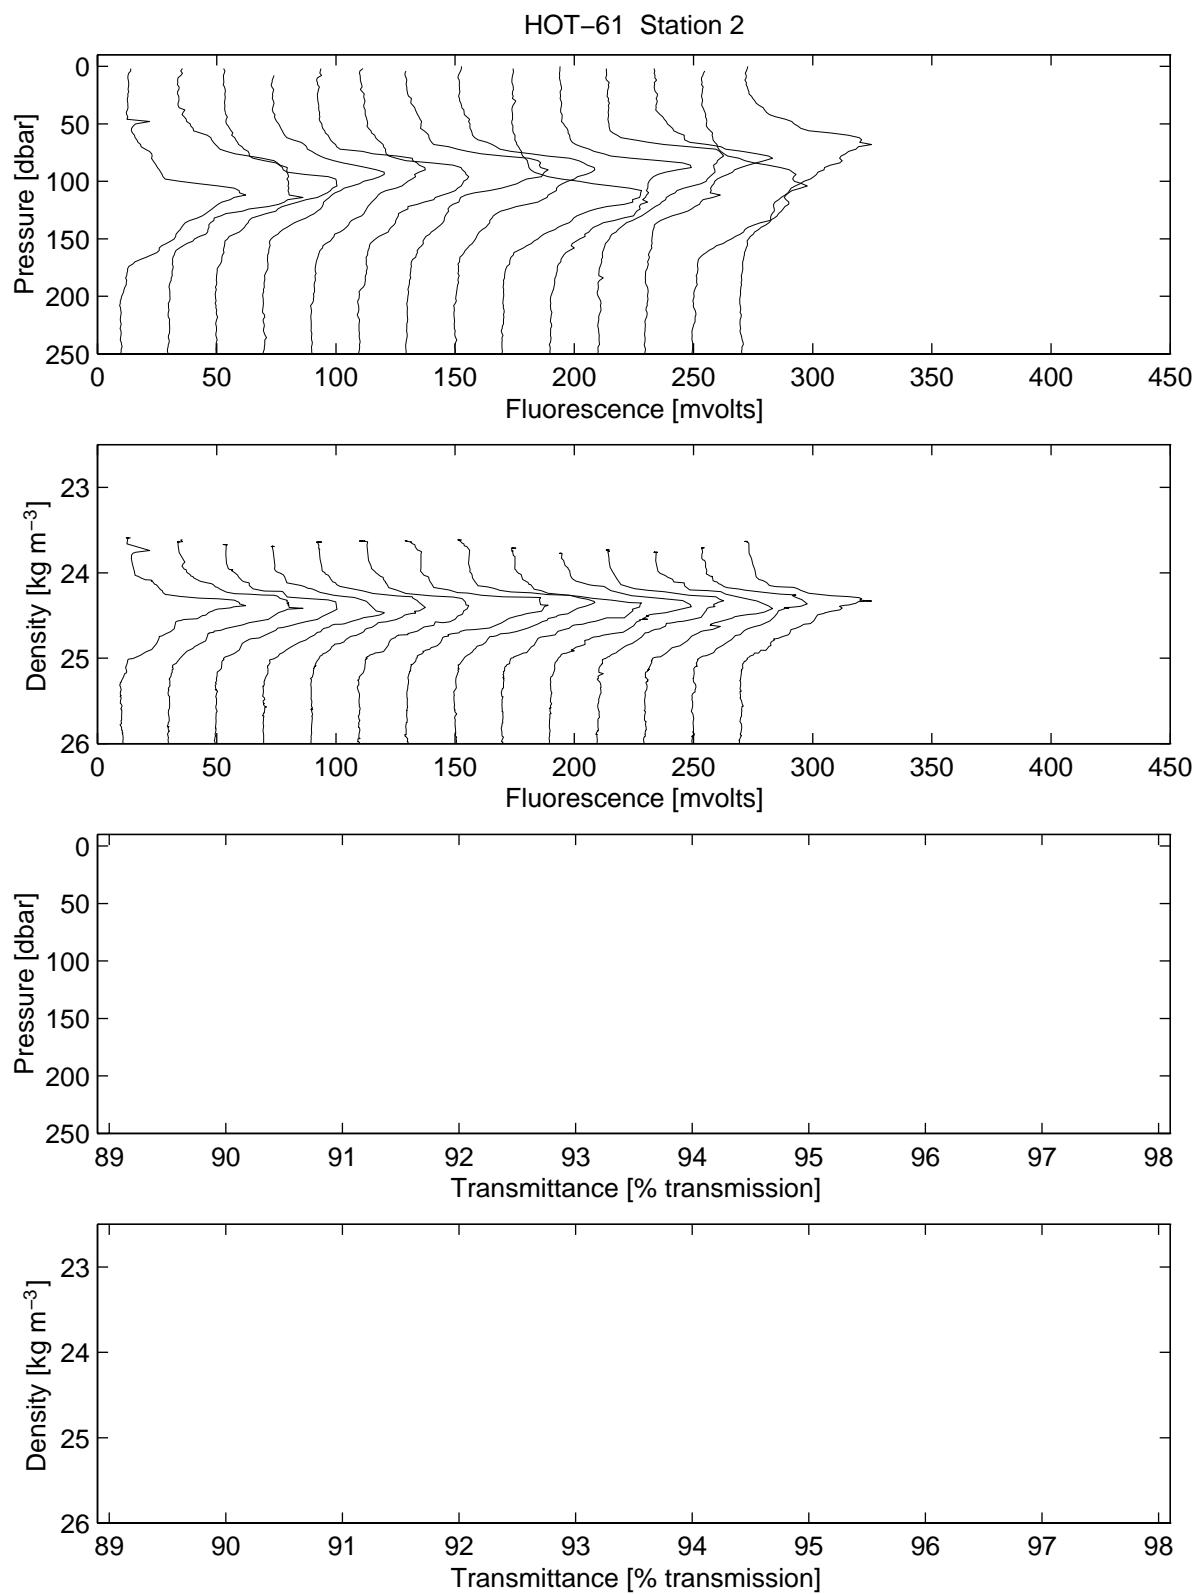 HOT−61 Station 2
0
50
100
150
200
250
Pressure [dbar]
0 50 100 150 200 250 300 350 400 450
Fluorescence [mvolts]
23
24
25
26
Density [kg m−3]
0 50 100 150 200 250 300 350 400 450
Fluorescence [mvolts]
0
50
100
150
200
250
Pressure [dbar]
89 90 91 92 93 94 95 96 97 98
Transmittance [% transmission]
23
24
25
26
Density [kg m−3]
89 90 91 92 93 94 95 96 97 98
Transmittance [% transmission]